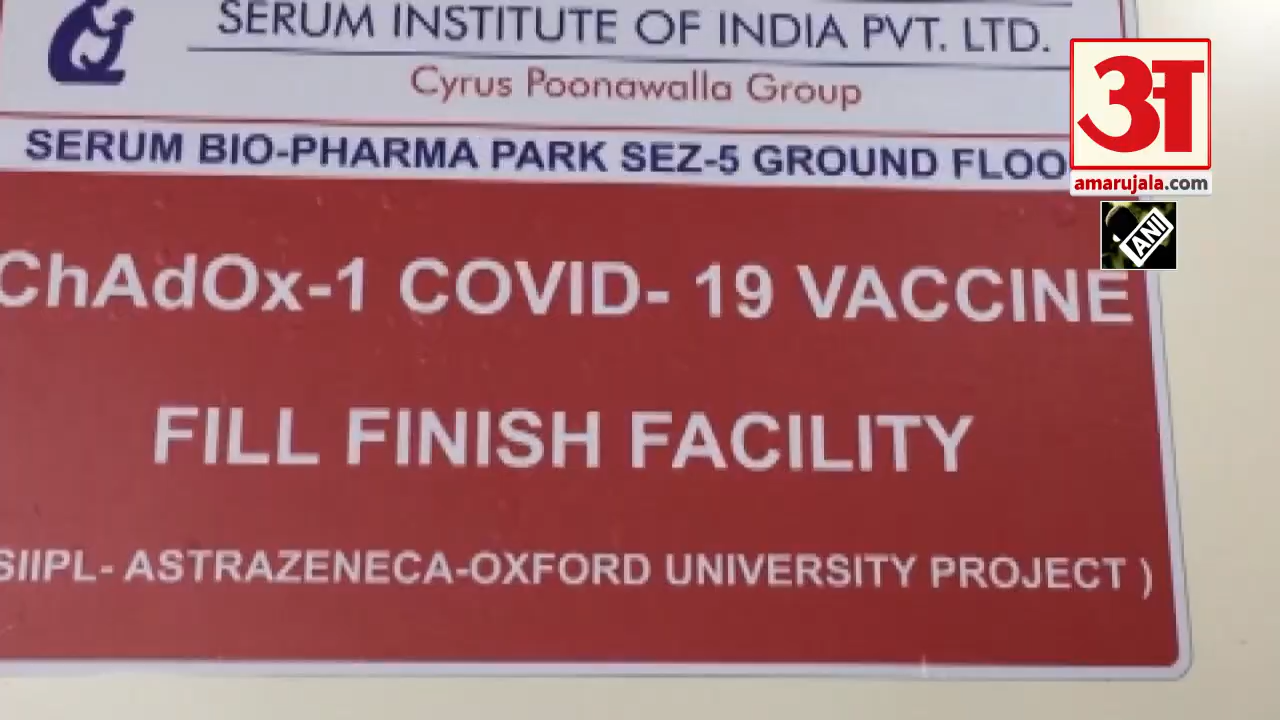 SERUM INSTITUTE OF INDIA PVT. LTD.
Cyrus Poonawalla Group
SERUM BIO-PHARMA PARK SEZ-5 GROUND FLOO
ChAdOx-1 COVID- 19 VACCINE
FILL FINISH FACILITY
SIIPL- ASTRAZENECA-OXFORD UNIVERSITY PROJECT )
अ
amarujala.com
ANI